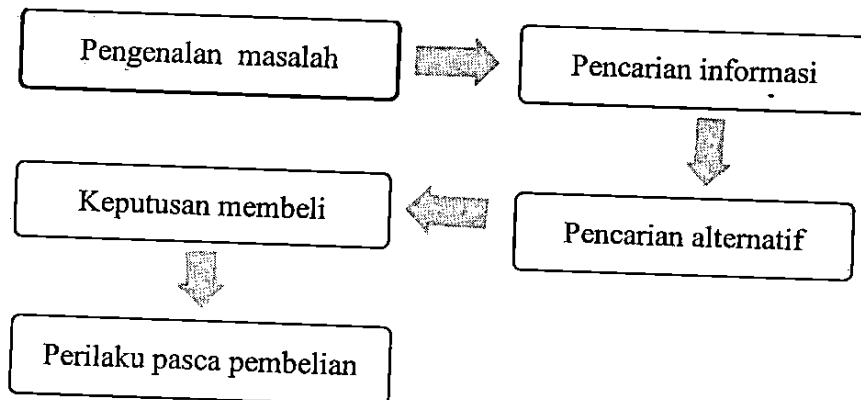 Pengenalan masalah
Pencarian informasi
Pencarian alternatif
Keputusan membeli
Perilaku pasca pembelian